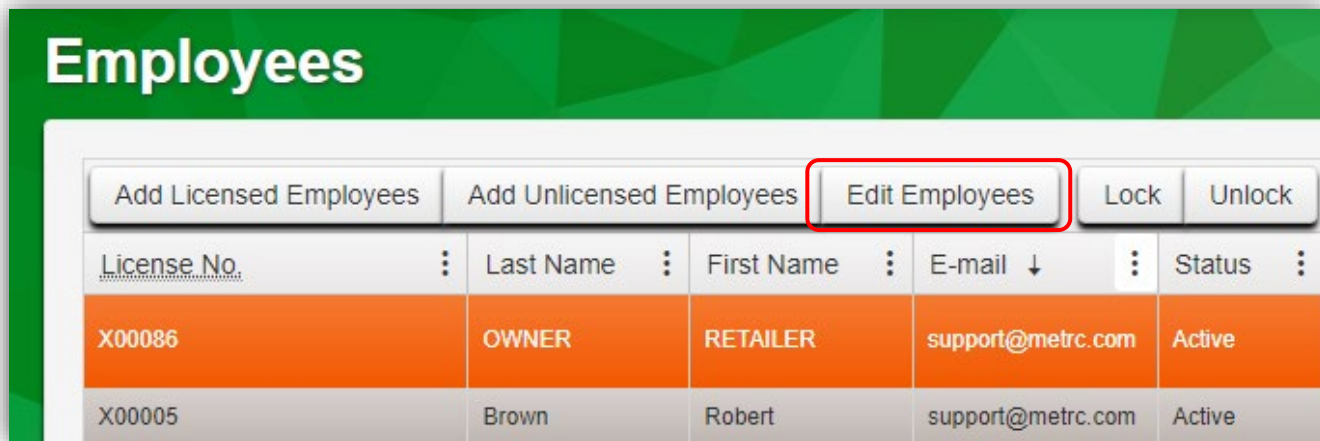 Employees
Add Licensed Employees Add Unlicensed Employees Edit Employees Lock Unlock
License No. Last Name First Name E-mail ↓ Status
X00086 OWNER RETAILER support@metrc.com Active
X00005 Brown Robert support@metrc.com Active